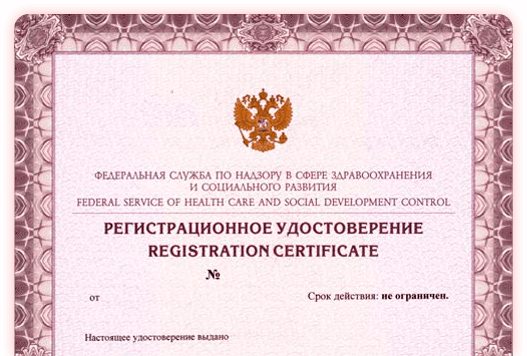 ФЕДЕРАЛЬНАЯ СЛУЖБА ПО НАДЗОРУ В СФЕРЕ ЗДРАВООХРАНЕНИЯ
И СОЦИАЛЬНОГО РАЗВИТИЯ
FEDERAL SERVICE OF HEALTH CARE AND SOCIAL DEVELOPMENT CONTROL
РЕГИСТРАЦИОННОЕ УДОСТОВЕРЕНИЕ
REGISTRATION CERTIFICATE
№
от Срок действия: не ограничен.
Настоящее удостоверение выдано